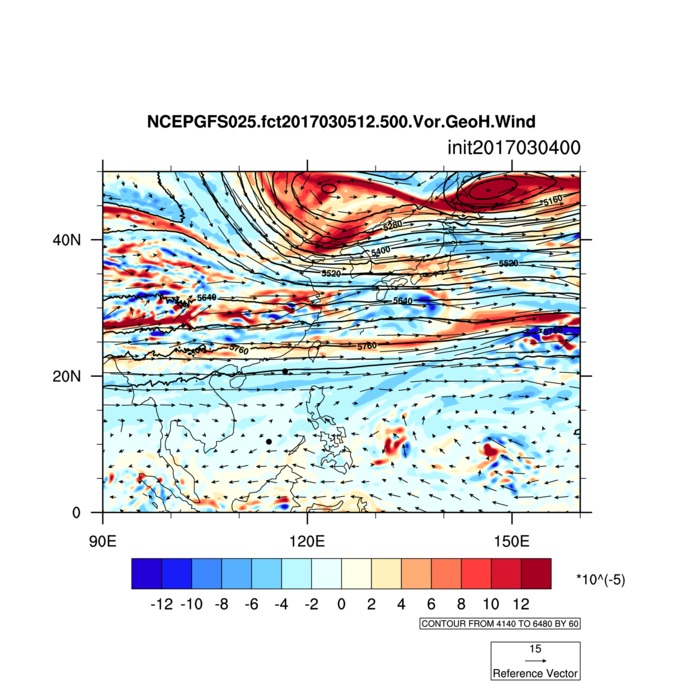 NCEPGFS025.fct2017030512.500.Vor.GeoH.Wind
init2017030400
5160
5280
40N
5400
5520
5520
5640
5640
5760
5760
20N
0
90E 120E 150E
-12 -10 -8 -6 -4 -2 0 2 4 6 8 10 12
*10^(-5)
CONTOUR FROM 4140 TO 6480 BY 60
15
Reference Vector